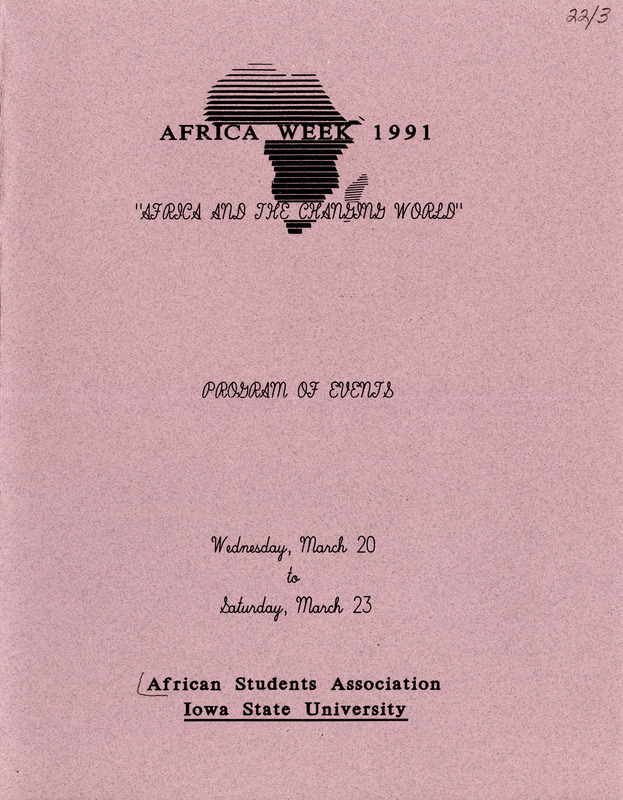 22/3
AFRICA WEEK 1991
"AFRICA AND THE CHANGING WORLD"
PROGRAM OF EVENTS
Wednesday, March 20
to
Saturday, March 23
African Students Association
Iowa State University